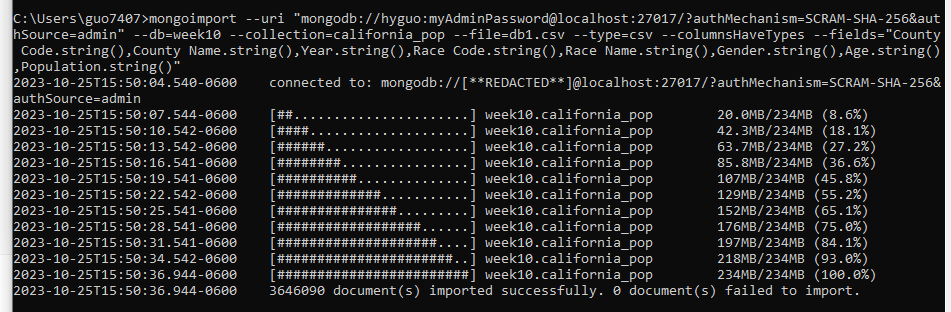 C:\Users\guo7407>mongoimport --uri "mongodb://hyguo:myAdminPassword@localhost:27017/?authMechanism=SCRAM-SHA-256&aut
hSource=admin" --db=week10 --collection=california_pop --file=db1.csv --type=csv --columnsHaveTypes --fields="County
 Code.string(),County Name.string(),Year.string(),Race Code.string(),Race Name.string(),Gender.string(),Age.string()
,Population.string()"
2023-10-25T15:50:04.540-0600    connected to: mongodb://[**REDACTED**]@localhost:27017/?authMechanism=SCRAM-SHA-256&
authSource=admin
2023-10-25T15:50:07.544-0600    [##......................] week10.california_pop        20.0MB/234MB (8.6%)
2023-10-25T15:50:10.542-0600    [####....................] week10.california_pop        42.3MB/234MB (18.1%)
2023-10-25T15:50:13.542-0600    [######..................] week10.california_pop        63.7MB/234MB (27.2%)
2023-10-25T15:50:16.541-0600    [########................] week10.california_pop        85.8MB/234MB (36.6%)
2023-10-25T15:50:19.541-0600    [##########..............] week10.california_pop        107MB/234MB (45.8%)
2023-10-25T15:50:22.542-0600    [#############...........] week10.california_pop        129MB/234MB (55.2%)
2023-10-25T15:50:25.541-0600    [###############.........] week10.california_pop        152MB/234MB (65.1%)
2023-10-25T15:50:28.541-0600    [##################......] week10.california_pop        176MB/234MB (75.0%)
2023-10-25T15:50:31.541-0600    [####################....] week10.california_pop        197MB/234MB (84.1%)
2023-10-25T15:50:34.542-0600    [######################..] week10.california_pop        218MB/234MB (93.0%)
2023-10-25T15:50:36.944-0600    [########################] week10.california_pop        234MB/234MB (100.0%)
2023-10-25T15:50:36.944-0600    3646090 document(s) imported successfully. 0 document(s) failed to import.